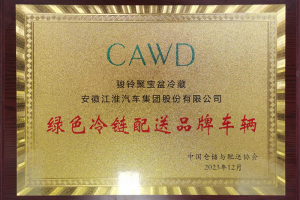 CAWD
骏铃聚宝盆冷藏
安徽江淮汽车集团股份有限公司
绿色冷链配送品牌车辆
中国仓储与配送协会
2023年12月